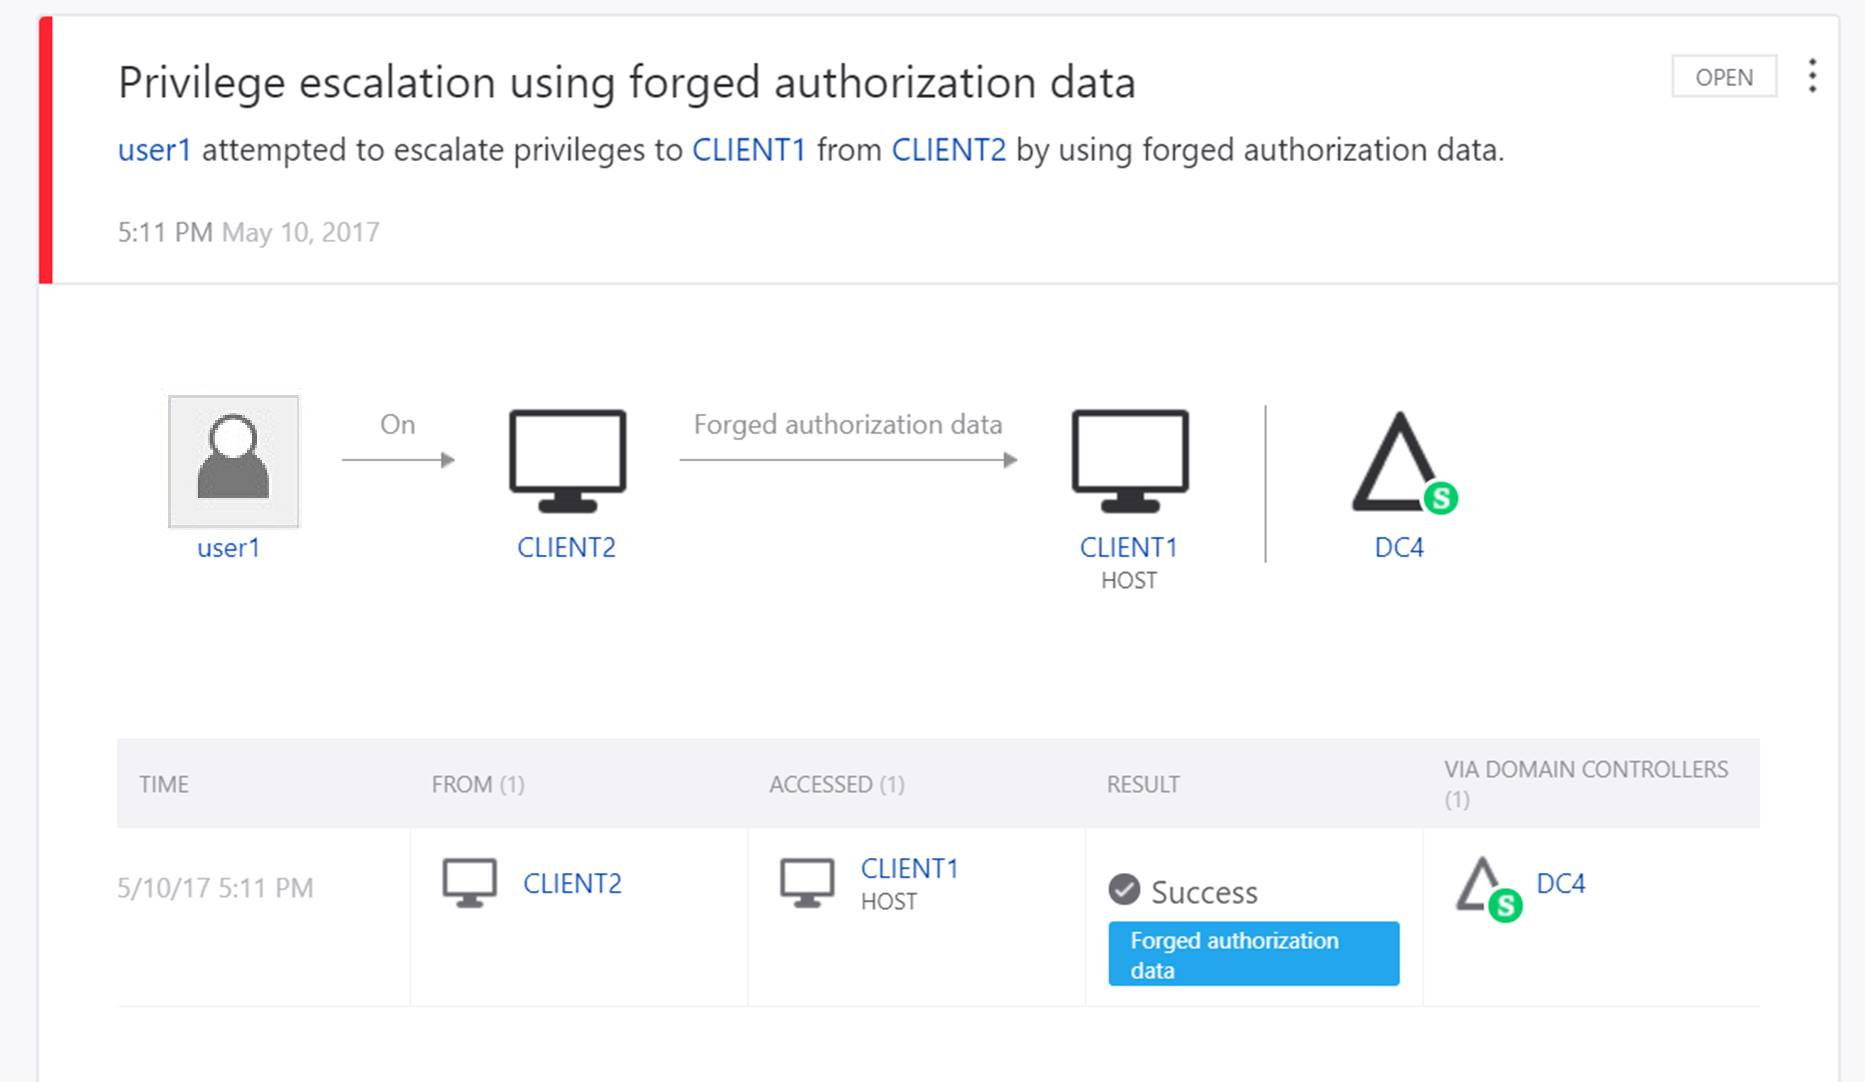 Privilege escalation using forged authorization data
OPEN
user1 attempted to escalate privileges to CLIENT1 from CLIENT2 by using forged authorization data.
5:11 PM May 10, 2017
On
Forged authorization data
user1
CLIENT2
CLIENT1
HOST
DC4
S
TIME
FROM (1)
ACCESSED (1)
RESULT
VIA DOMAIN CONTROLLERS
(1)
5/10/17 5:11 PM
CLIENT2
CLIENT1
HOST
Success
Forged authorization
data
S
DC4